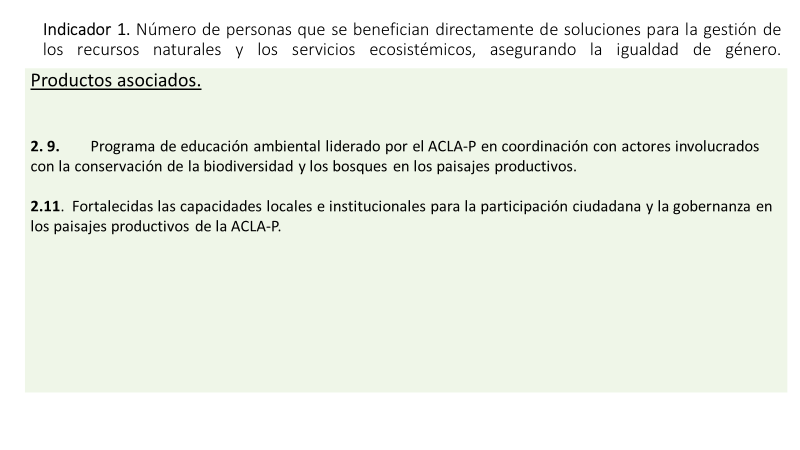 Indicador 1. Número de personas que se benefician directamente de soluciones para la gestión de
los recursos naturales y los servicios ecosistémicos, asegurando la igualdad de género.
Productos asociados.
2. 9. Programa de educación ambiental liderado por el ACLA-P en coordinación con actores involucrados
con la conservación de la biodiversidad y los bosques en los paisajes productivos.
2.11. Fortalecidas las capacidades locales e institucionales para la participación ciudadana y la gobernanza en
los paisajes productivos de la ACLA-P.